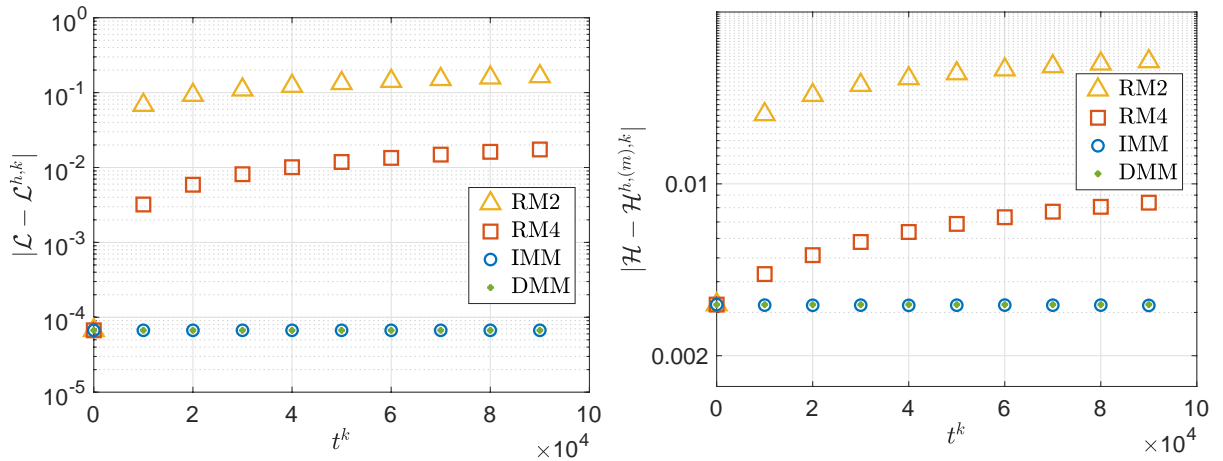 10^0
10^-1
10^-2
10^-3
10^-4
10^-5
|ℒ − ℒ^{h,k}|
RM2
RM4
IMM
DMM
0 2 4 6 8 10
t^k
×10^4
0.01
0.002
|ℋ − ℋ^{h,(m),k}|
RM2
RM4
IMM
DMM
0 2 4 6 8 10
t^k
×10^4